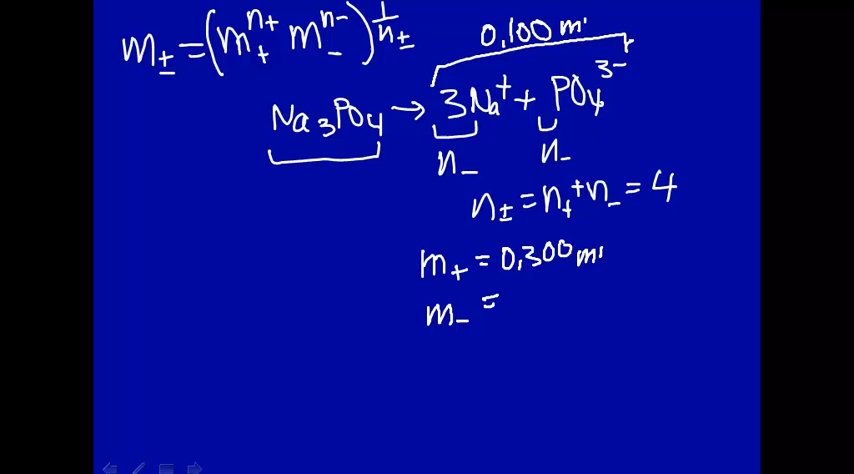 m± = (m+^n+ m-^n-)^1/n±
0.100 m'
Na3PO4 → 3Na+ + PO4^3-
n- n-
n± = n+ + n- = 4
m+ = 0.300 m'
m- =